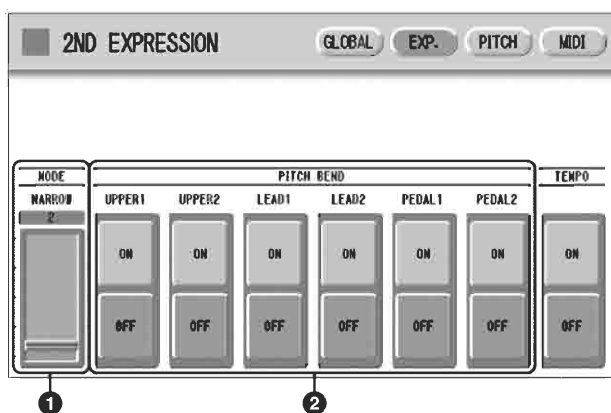 2ND EXPRESSION GLOBAL EXP. PITCH MIDI
MODE PITCH BEND TEMPO
NARROW UPPER1 UPPER2 LEAD1 LEAD2 PEDAL1 PEDAL2
2
ON ON ON ON ON ON ON
OFF OFF OFF OFF OFF OFF OFF
1 2